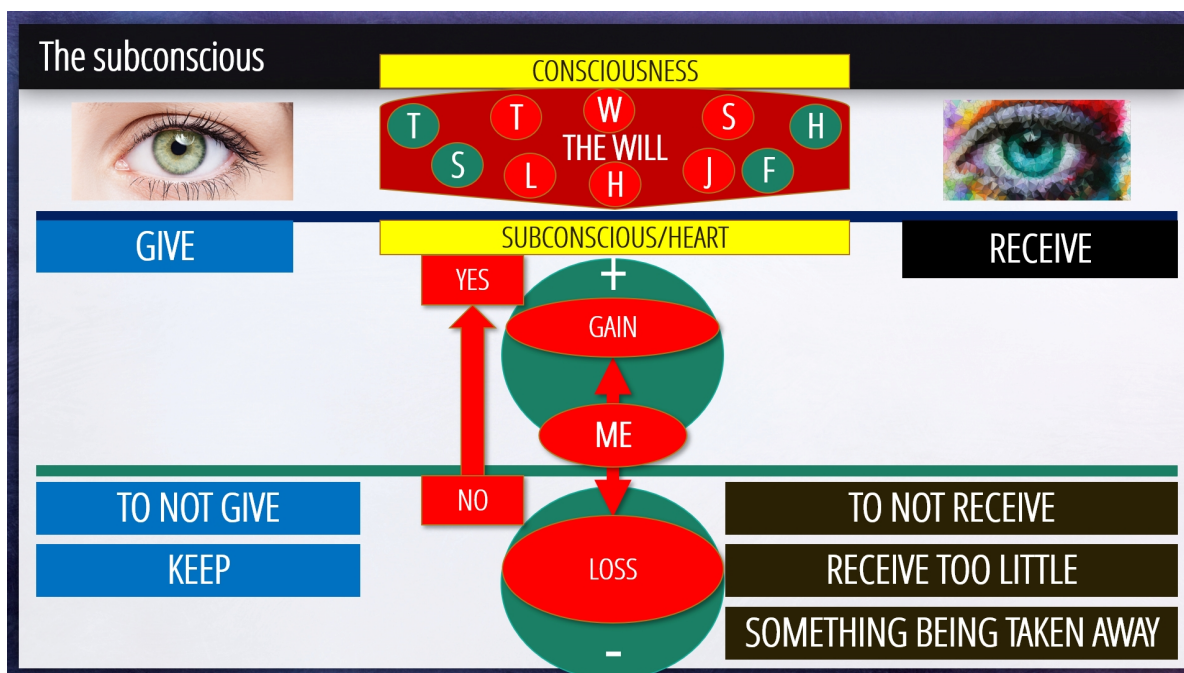 The subconscious
CONSCIOUSNESS
T T W S H
THE WILL
S L H J F
GIVE
SUBCONSCIOUS/HEART
RECEIVE
YES
+
GAIN
ME
NO
TO NOT GIVE
TO NOT RECEIVE
KEEP
LOSS
RECEIVE TOO LITTLE
SOMETHING BEING TAKEN AWAY
-